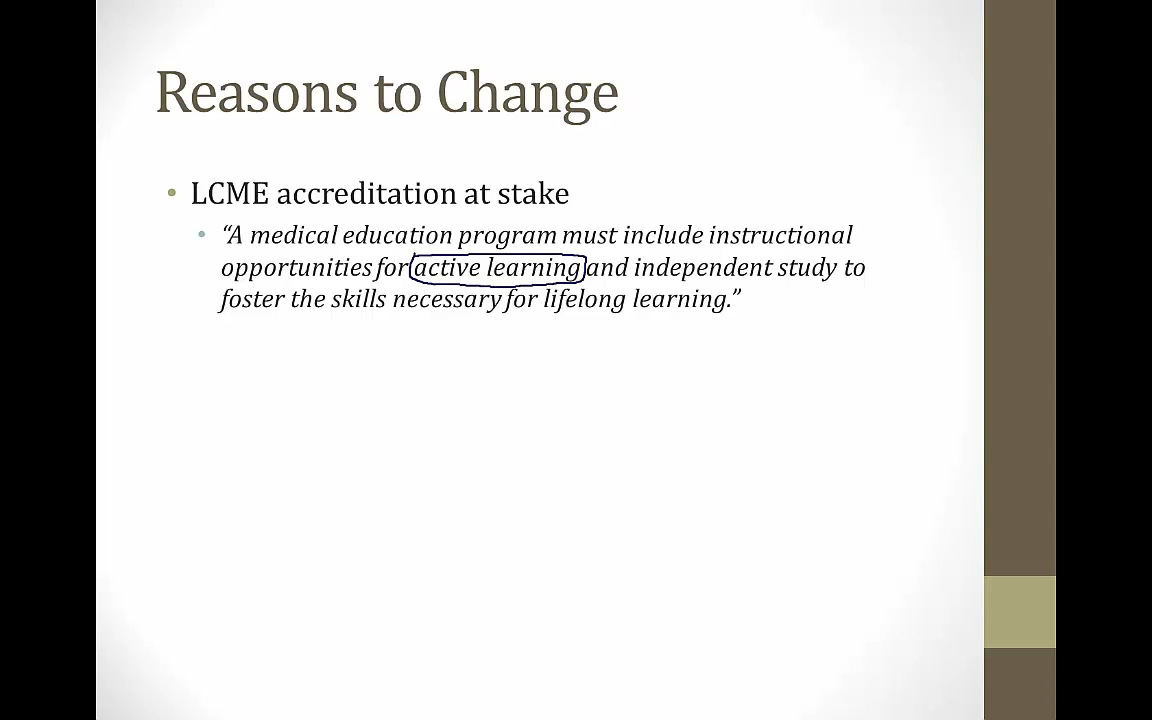 Reasons to Change
• LCME accreditation at stake
• “A medical education program must include instructional
opportunities for active learning and independent study to
foster the skills necessary for lifelong learning.”